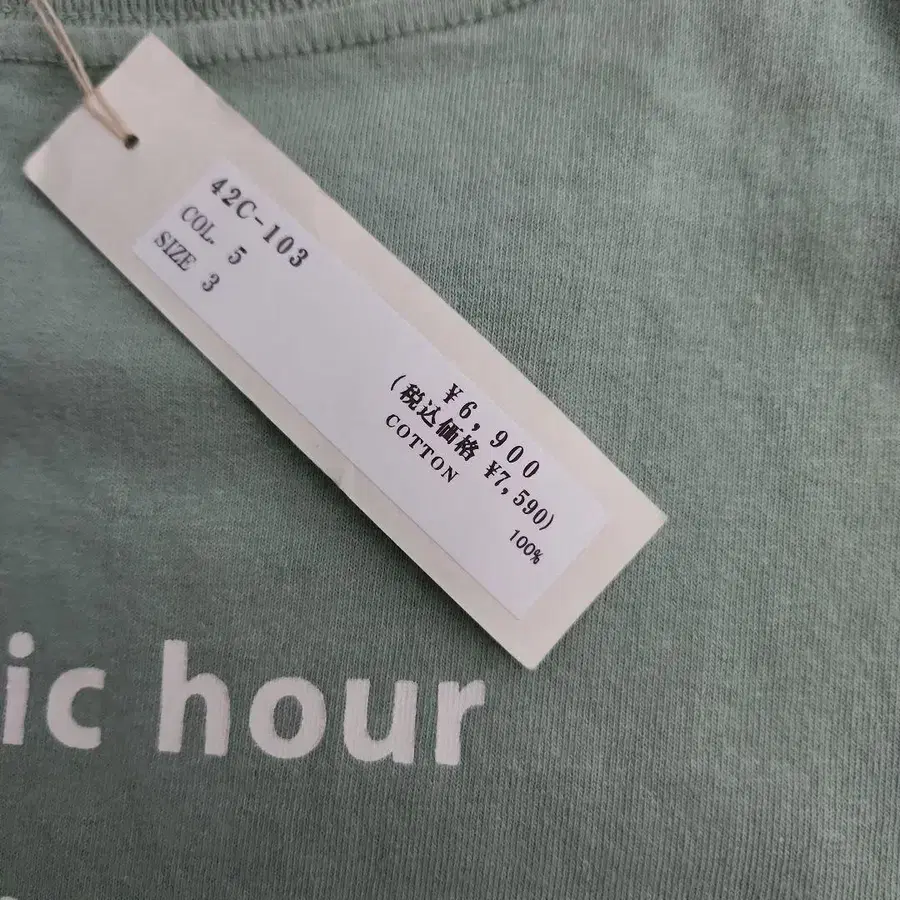 42C-103
COL. 5
SIZE 3
¥6,900
(税込価格 ¥7,590)
COTTON 100%
ic hour